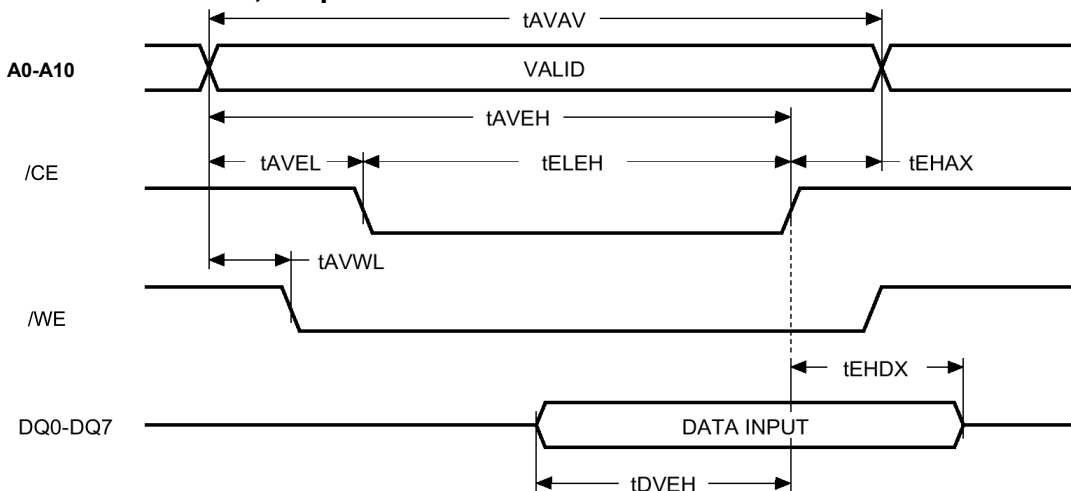 tAVAV
A0-A10
VALID
tAVEH
/CE
tAVEL
tELEH
tEHAX
tAVWL
/WE
tEHDX
DQ0-DQ7
DATA INPUT
tDVEH